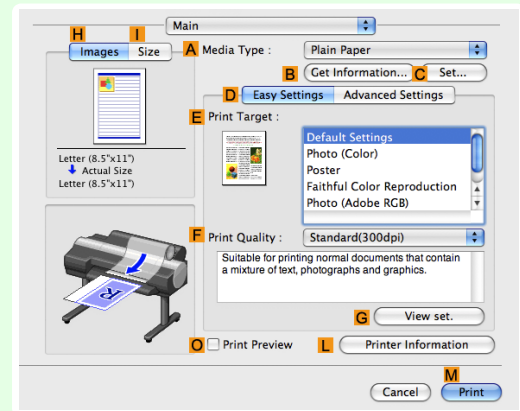 Main
H I
Images Size
A Media Type : Plain Paper
B Get Information... C Set...
D Easy Settings Advanced Settings
E Print Target :
Default Settings
Photo (Color)
Poster
Faithful Color Reproduction
Photo (Adobe RGB)
Letter (8.5"x11")
Actual Size
Letter (8.5"x11")
F Print Quality : Standard(300dpi)
Suitable for printing normal documents that contain
a mixture of text, photographs and graphics.
G View set.
O Print Preview L Printer Information
M
Cancel Print